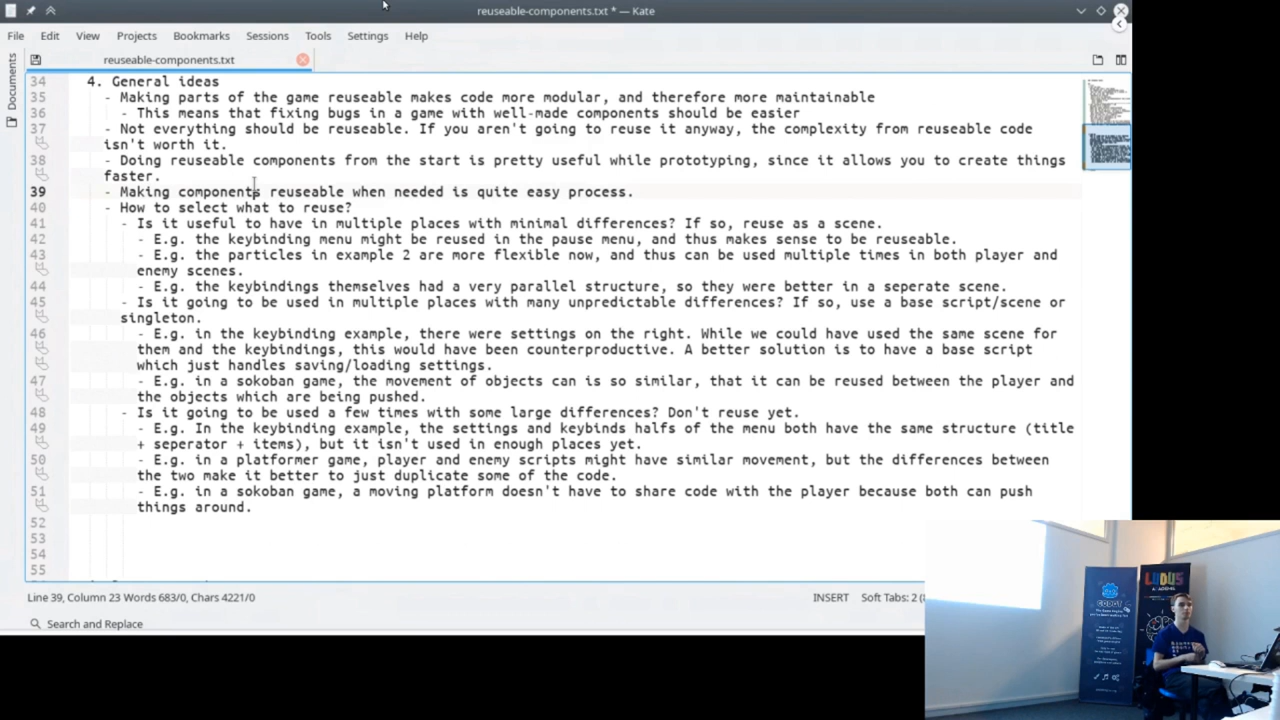 reuseable-components.txt * — Kate
File Edit View Projects Bookmarks Sessions Tools Settings Help
Documents
reuseable-components.txt
34 4. General ideas
35 - Making parts of the game reuseable makes code more modular, and therefore more maintainable
36 - This means that fixing bugs in a game with well-made components should be easier
37 - Not everything should be reuseable. If you aren't going to reuse it anyway, the complexity from reuseable code
isn't worth it.
38 - Doing reuseable components from the start is pretty useful while prototyping, since it allows you to create things
faster.
39 - Making components reuseable when needed is quite easy process.
40 - How to select what to reuse?
41 - Is it useful to have in multiple places with minimal differences? If so, reuse as a scene.
42 - E.g. the keybinding menu might be reused in the pause menu, and thus makes sense to be reuseable.
43 - E.g. the particles in example 2 are more flexible now, and thus can be used multiple times in both player and
enemy scenes.
44 - E.g. the keybindings themselves had a very parallel structure, so they were better in a seperate scene.
45 - Is it going to be used in multiple places with many unpredictable differences? If so, use a base script/scene or
singleton.
46 - E.g. in the keybinding example, there were settings on the right. While we could have used the same scene for
them and the keybindings, this would have been counterproductive. A better solution is to have a base script
which just handles saving/loading settings.
47 - E.g. in a sokoban game, the movement of objects can is so similar, that it can be reused between the player and
the objects which are being pushed.
48 - Is it going to be used a few times with some large differences? Don't reuse yet.
49 - E.g. In the keybinding example, the settings and keybinds halfs of the menu both have the same structure (title
+ seperator + items), but it isn't used in enough places yet.
50 - E.g. in a platformer game, player and enemy scripts might have similar movement, but the differences between
the two make it better to just duplicate some of the code.
51 - E.g. in a sokoban game, a moving platform doesn't have to share code with the player because both can push
things around.
52
53
54
55
Line 39, Column 23 Words 683/0, Chars 4221/0
INSERT Soft Tabs: 2 (
Search and Replace
GODOT
LUDUS